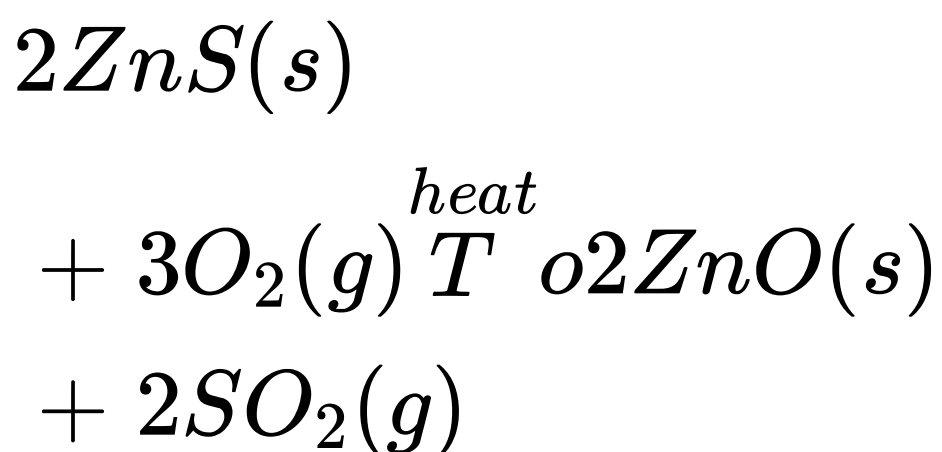 2ZnS(s)
heat
+ 3O₂(g) T o2ZnO(s)
+ 2SO₂(g)